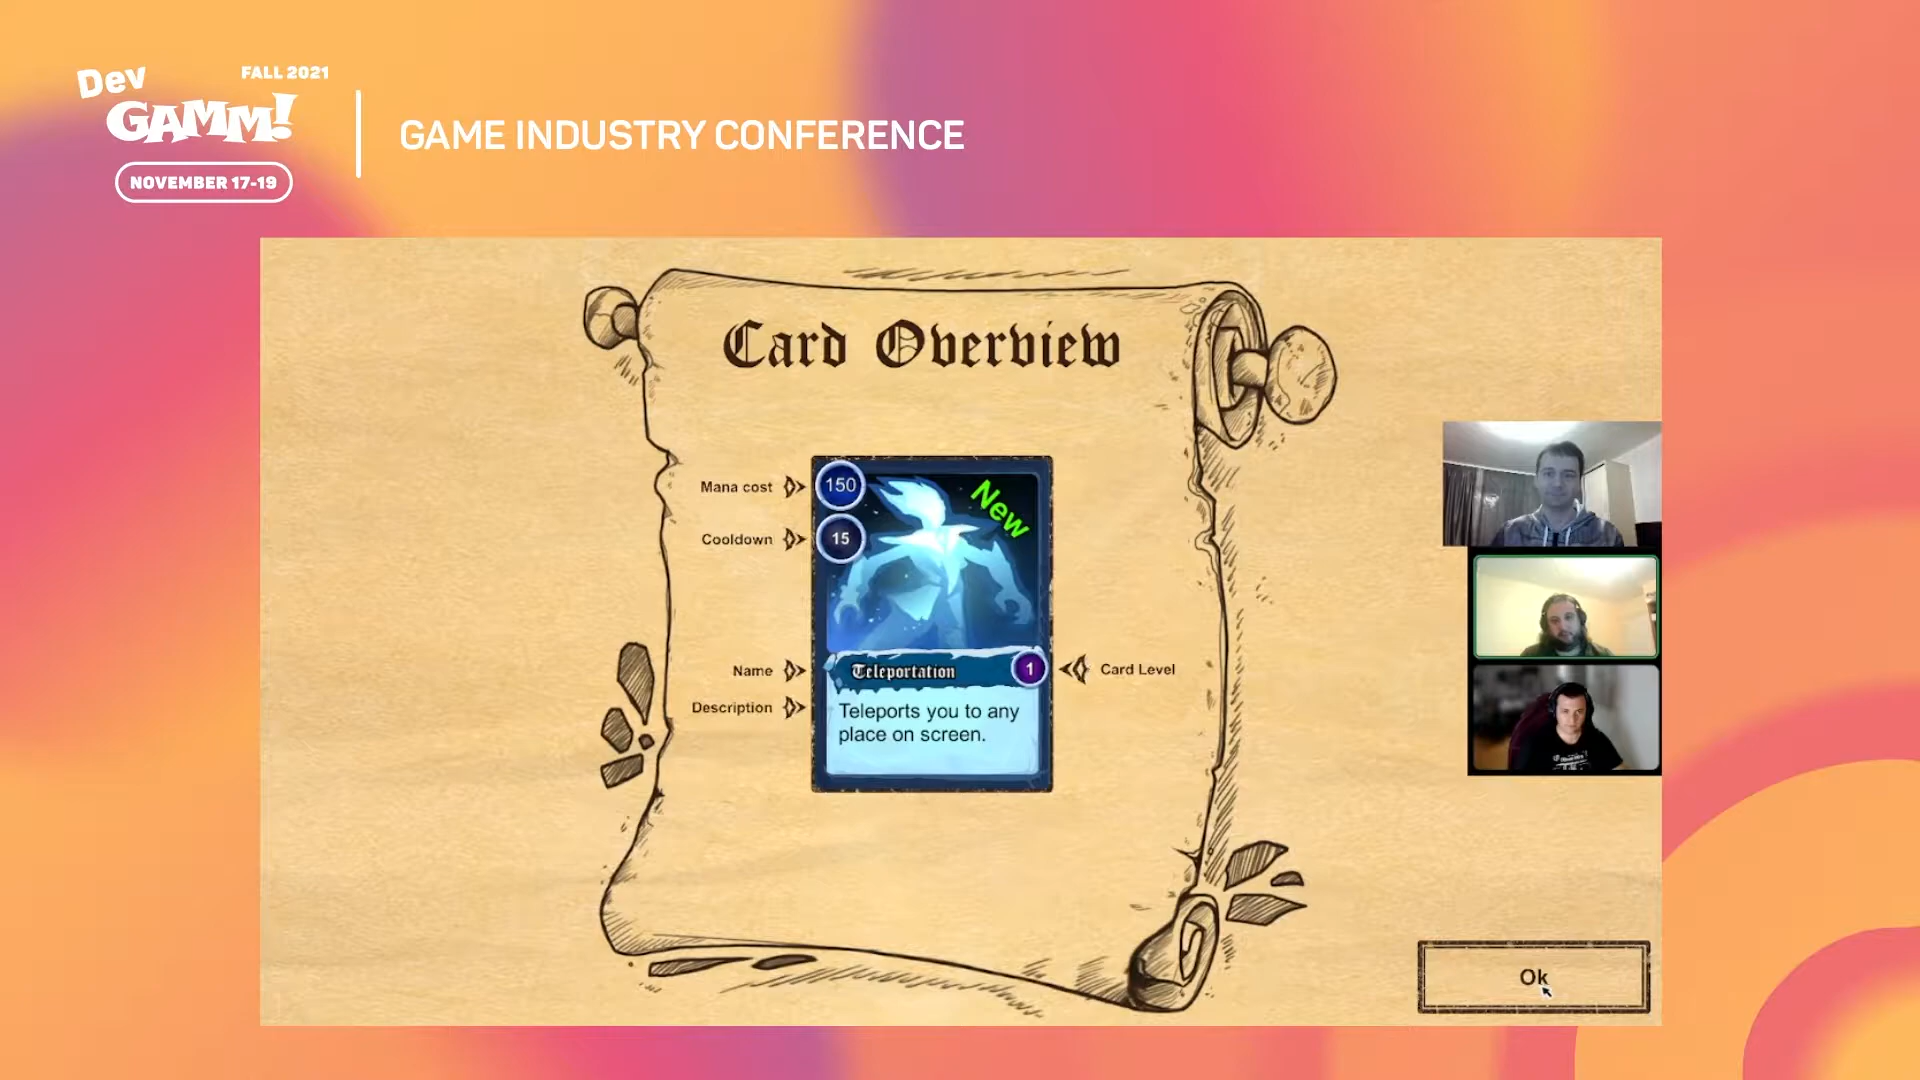 Dev
FALL 2021
GAMM!
NOVEMBER 17-19
GAME INDUSTRY CONFERENCE
Card Overview
Mana cost
150
New
Cooldown
15
Name
Teleportation
1
Card Level
Description
Teleports you to any
place on screen.
Ok